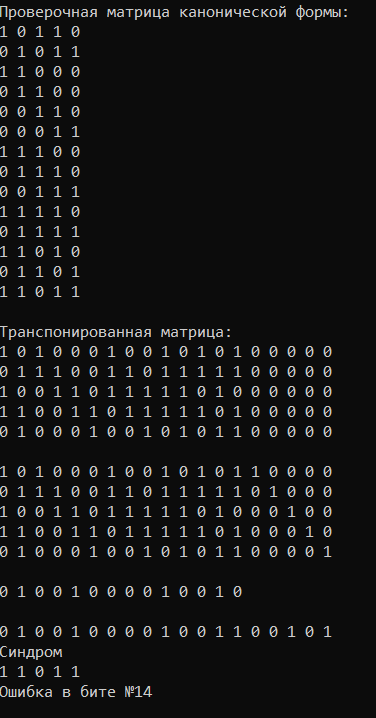 Проверочная матрица канонической формы:
1 0 1 1 0
0 1 0 1 1
1 1 0 0 0
0 1 1 0 0
0 0 1 1 0
0 0 0 1 1
1 1 1 0 0
0 1 1 1 0
0 0 1 1 1
1 1 1 1 0
0 1 1 1 1
1 1 0 1 0
0 1 1 0 1
1 1 0 1 1
Транспонированная матрица:
1 0 1 0 0 0 1 0 0 1 0 1 0 1 0 0 0 0 0
0 1 1 1 0 0 1 1 0 1 1 1 1 1 0 0 0 0 0
1 0 0 1 1 0 1 1 1 1 1 0 1 0 0 0 0 0 0
1 1 0 0 1 1 0 1 1 1 1 1 0 1 0 0 0 0 0
0 1 0 0 0 1 0 0 1 0 1 0 1 1 0 0 0 0 0
1 0 1 0 0 0 1 0 0 1 0 1 0 1 1 0 0 0 0
0 1 1 1 0 0 1 1 0 1 1 1 1 1 0 1 0 0 0
1 0 0 1 1 0 1 1 1 1 1 0 1 0 0 0 1 0 0
1 1 0 0 1 1 0 1 1 1 1 1 0 1 0 0 0 1 0
0 1 0 0 0 1 0 0 1 0 1 0 1 1 0 0 0 0 1
0 1 0 0 1 0 0 0 0 1 0 0 1 0
0 1 0 0 1 0 0 0 0 1 0 0 1 1 0 0 1 0 1
Синдром
1 1 0 1 1
Ошибка в бите №14